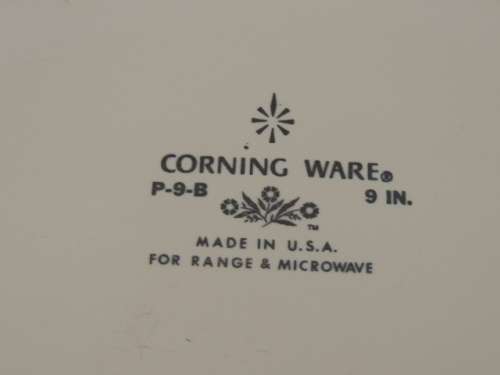 CORNING WARE®
P-9-B 9 IN.
TM
MADE IN U.S.A.
FOR RANGE & MICROWAVE